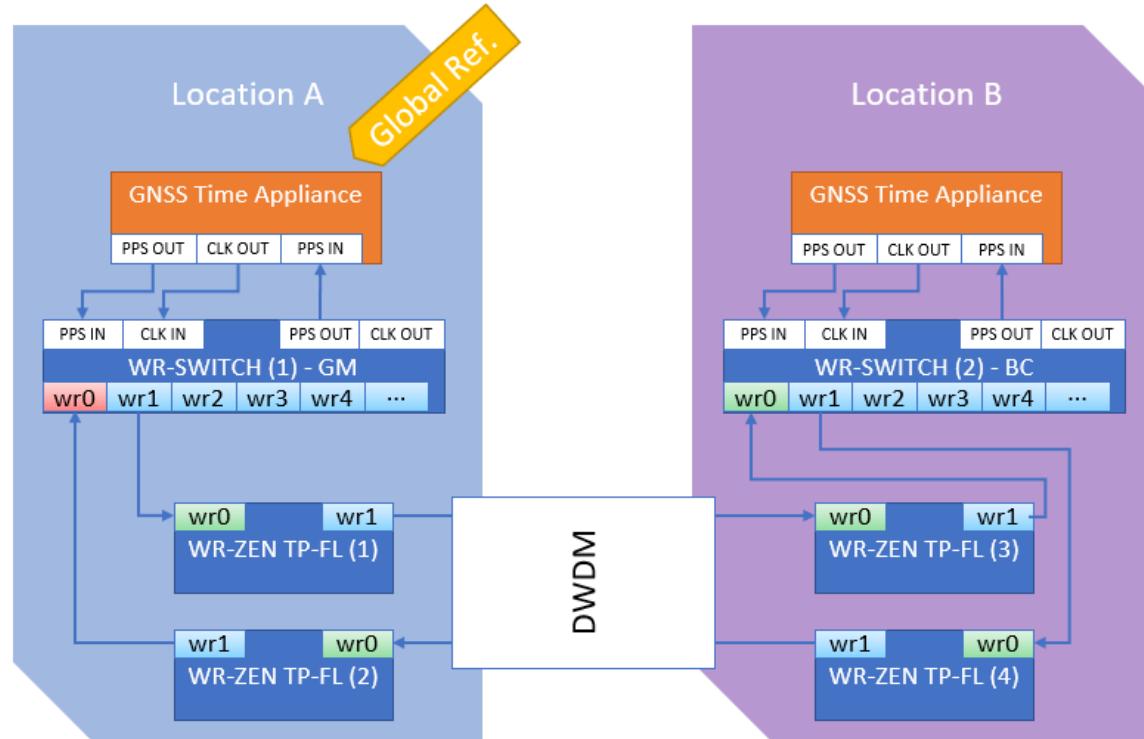 Location A
Global Ref.
Location B
GNSS Time Appliance
PPS OUT CLK OUT PPS IN
GNSS Time Appliance
PPS OUT CLK OUT PPS IN
PPS IN CLK IN PPS OUT CLK OUT
WR-SWITCH (1) - GM
wr0 wr1 wr2 wr3 wr4 ...
PPS IN CLK IN PPS OUT CLK OUT
WR-SWITCH (2) - BC
wr0 wr1 wr2 wr3 wr4 ...
wr0 wr1
WR-ZEN TP-FL (1)
DWDM
wr0 wr1
WR-ZEN TP-FL (3)
wr1 wr0
WR-ZEN TP-FL (2)
wr1 wr0
WR-ZEN TP-FL (4)